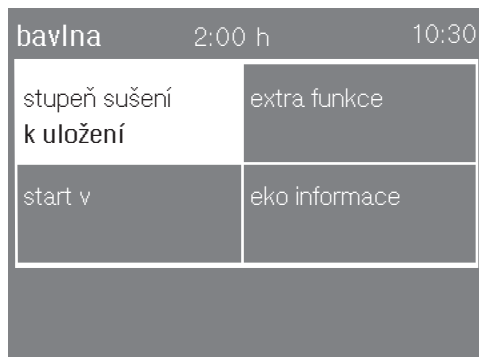 bavlna 2:00 h 10:30
stupeň sušení extra funkce
k uložení
start v eko informace